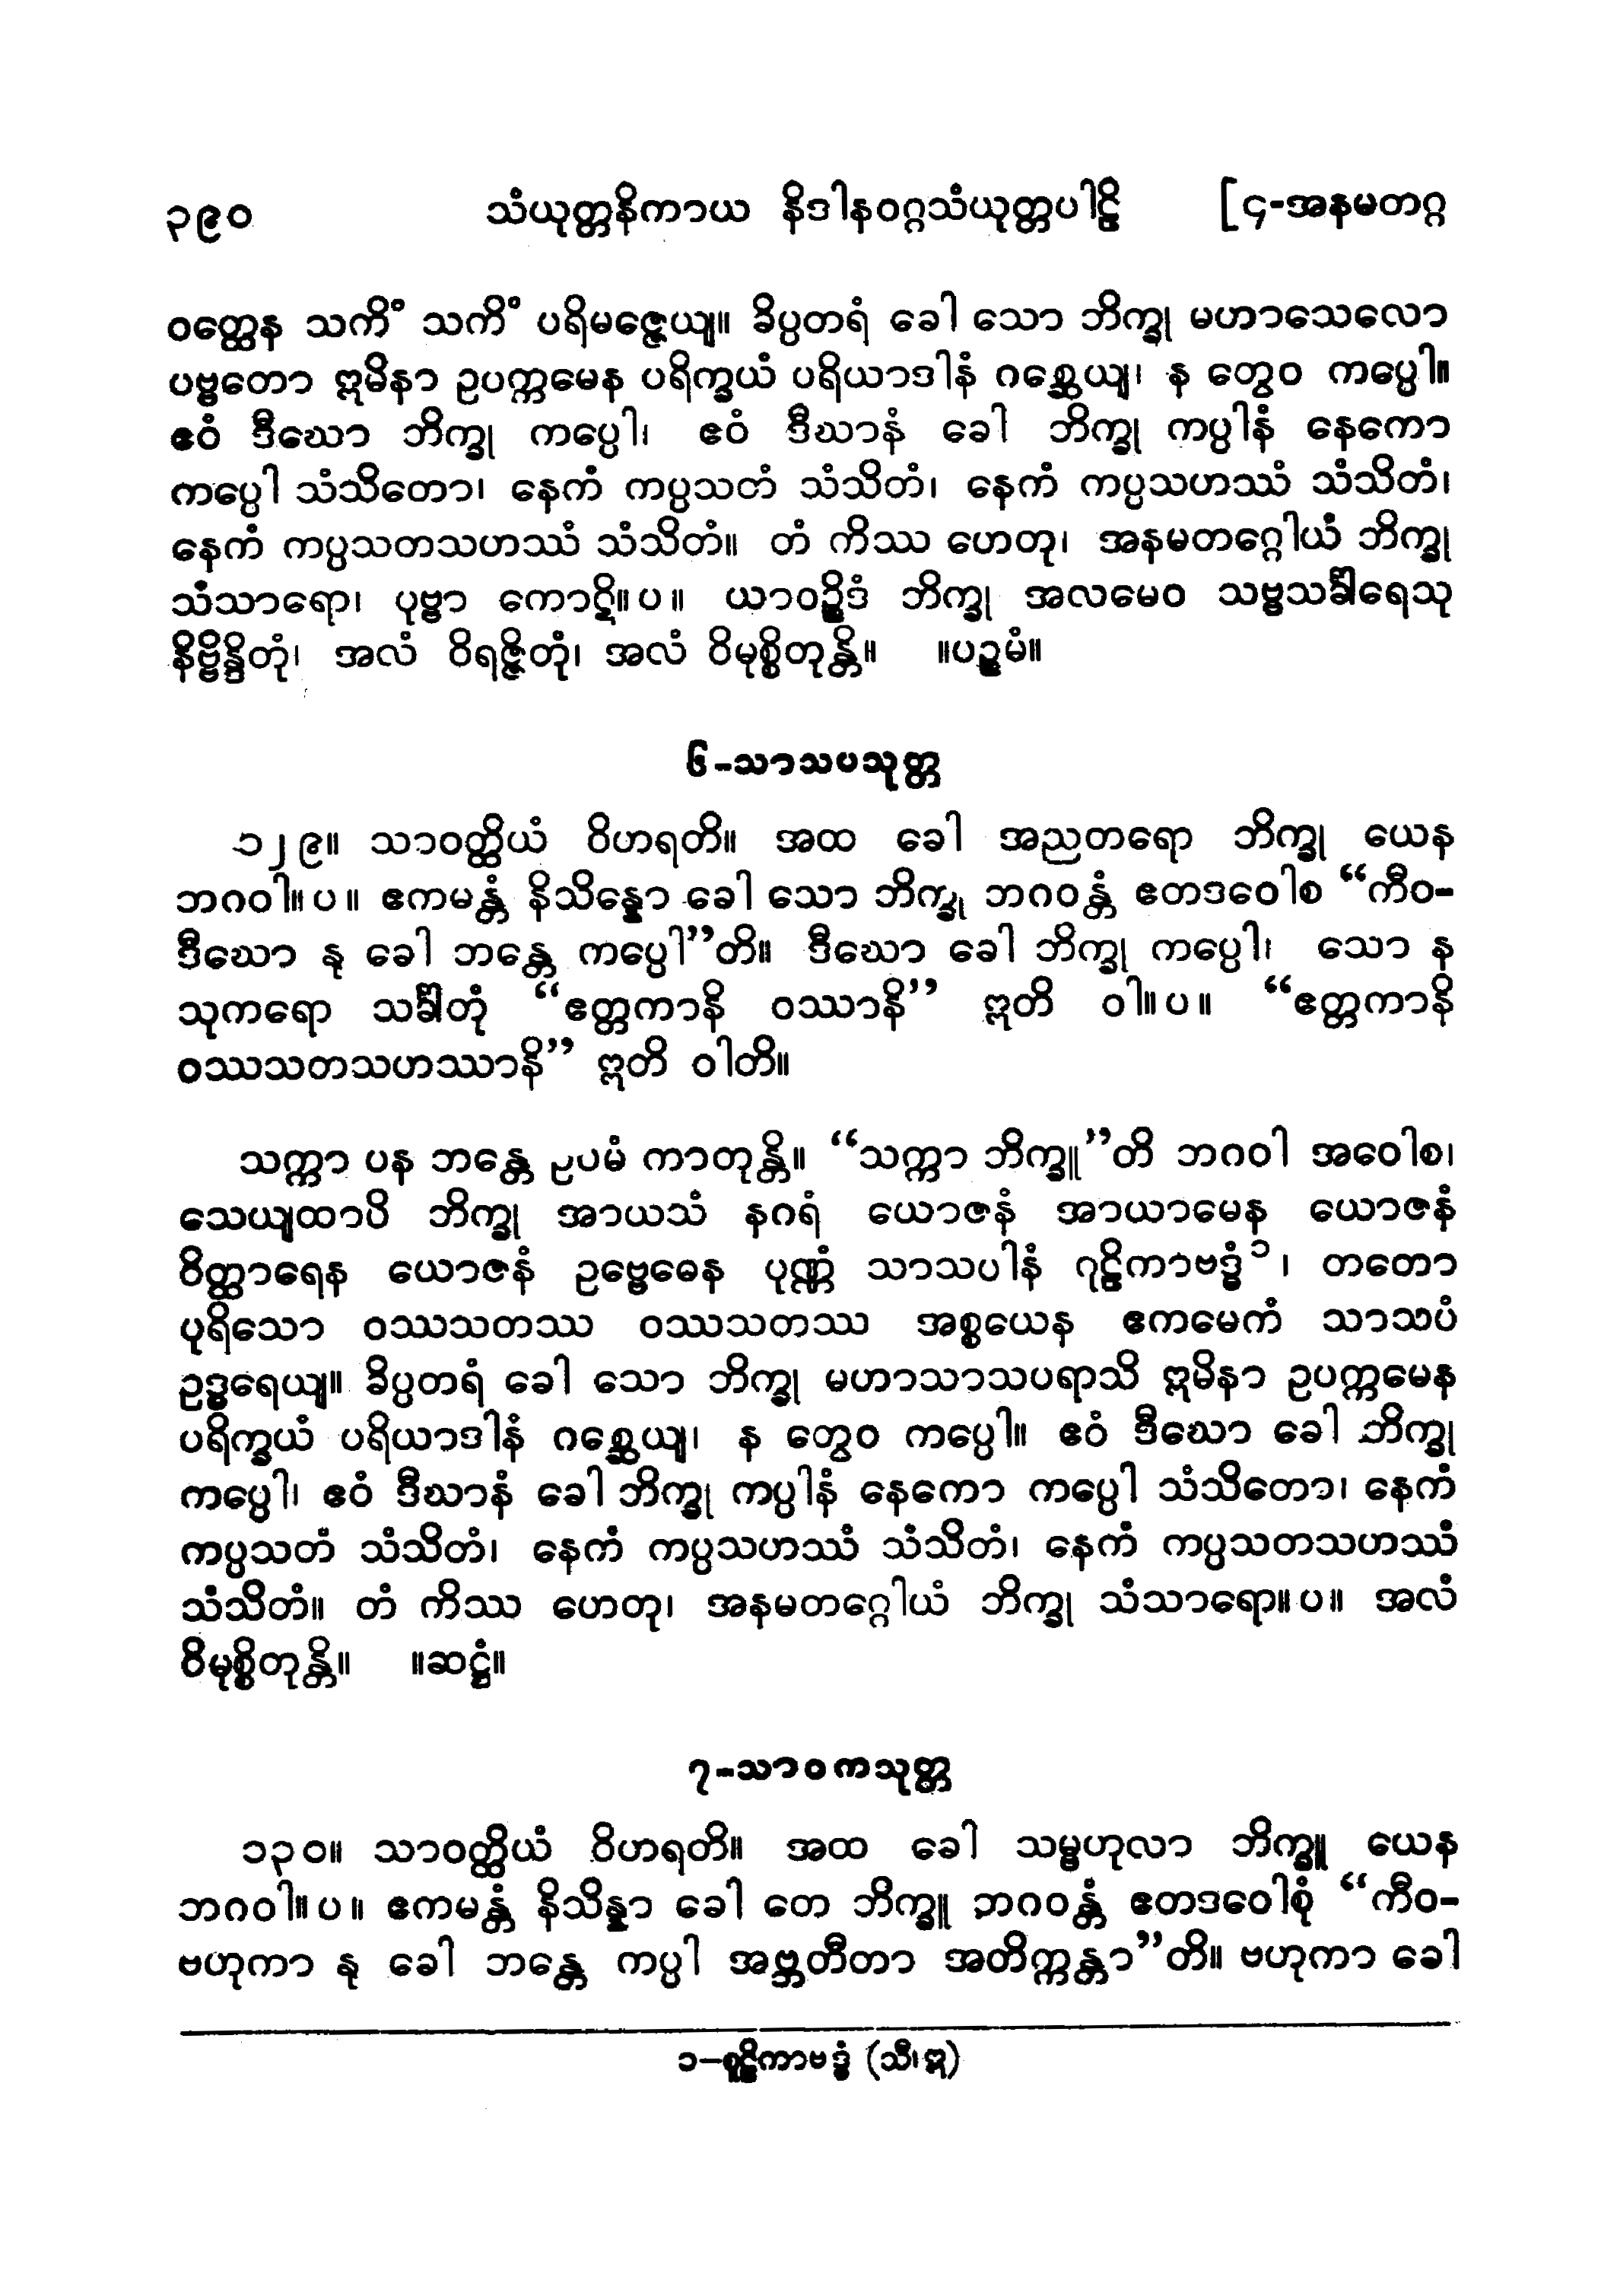 ၃၉၀ သံယုတ္တနိကာယ နိဒါနဝဂ္ဂသံယုတ္တပါဠိ [၄-အနမတဂ္ဂ
ဝတ္ထေန သကိံ သကိံ ပရိမဇ္ဇေယျ။ ခိပ္ပတရံ ခေါ သော ဘိက္ခု မဟာသေလော
ပဗ္ဗတော ဣမိနာ ဥပက္ကမေန ပရိက္ခယံ ပရိယာဒါနံ ဂစ္ဆေယျ၊ န တွေဝ ကပ္ပေါ။
ဧဝံ ဒီဃော ဘိက္ခု ကပ္ပေါ၊ ဧဝံ ဒီဃာနံ ခေါ ဘိက္ခု ကပ္ပါနံ နေကော
ကပ္ပေါ သံသိတော၊ နေကံ ကပ္ပသတံ သံသိတံ၊ နေကံ ကပ္ပသဟဿံ သံသိတံ၊
နေကံ ကပ္ပသတသဟဿံ သံသိတံ။ တံ ကိဿ ဟေတု၊ အနမတဂ္ဂေါယံ ဘိက္ခု
သံသာရော၊ ပုဗ္ဗာ ကောဋိ။ပ။ ယာဝဉ္စိဒံ ဘိက္ခု အလမေဝ သဗ္ဗသင်္ခါရေသု
နိဗ္ဗိန္ဒိတုံ၊ အလံ ဝိရဇ္ဇိတုံ၊ အလံ ဝိမုစ္စိတုန္တိ။ ။ပဉ္စမံ။
၆-သာသပသုတ္တ
၁၂၉။ သာဝတ္ထိယံ ဝိဟရတိ။ အထ ခေါ အညတရော ဘိက္ခု ယေန
ဘဂဝါ။ပ။ ဧကမန္တံ နိသိန္နော ခေါ သော ဘိက္ခု ဘဂဝန္တံ ဧတဒဝေါစ “ကီဝ-
ဒီဃော နု ခေါ ဘန္တေ ကပ္ပေါ”တိ။ ဒီဃော ခေါ ဘိက္ခု ကပ္ပေါ၊ သော န
သုကရော သင်္ခါတုံ “ဧတ္တကာနိ ဝဿာနိ” ဣတိ ဝါ။ပ။ “ဧတ္တကာနိ
ဝဿသတသဟဿာနိ” ဣတိ ဝါတိ။
သက္ကာ ပန ဘန္တေ ဥပမံ ကာတုန္တိ။ “သက္ကာ ဘိက္ခူ”တိ ဘဂဝါ အဝေါစ၊
သေယျထာပိ ဘိက္ခု အာယသံ နဂရံ ယောဇနံ အာယာမေန ယောဇနံ
ဝိတ္ထာရေန ယောဇနံ ဥဗ္ဗေဓေန ပုဏ္ဏံ သာသပါနံ ဂုဠိကာဗဒ္ဓံ၁၊ တတော
ပုရိသော ဝဿသတဿ ဝဿသတဿ အစ္စယေန ဧကမေကံ သာသပံ
ဥဒ္ဓရေယျ။ ခိပ္ပတရံ ခေါ သော ဘိက္ခု မဟာသာသပရာသိ ဣမိနာ ဥပက္ကမေန
ပရိက္ခယံ ပရိယာဒါနံ ဂစ္ဆေယျ၊ န တွေဝ ကပ္ပေါ။ ဧဝံ ဒီဃော ခေါ ဘိက္ခု
ကပ္ပေါ၊ ဧဝံ ဒီဃာနံ ခေါ ဘိက္ခု ကပ္ပါနံ နေကော ကပ္ပေါ သံသိတော၊ နေကံ
ကပ္ပသတံ သံသိတံ၊ နေကံ ကပ္ပသဟဿံ သံသိတံ၊ နေကံ ကပ္ပသတသဟဿံ
သံသိတံ။ တံ ကိဿ ဟေတု၊ အနမတဂ္ဂေါယံ ဘိက္ခု သံသာရော။ပ။ အလံ
ဝိမုစ္စိတုန္တိ။ ။ဆဋ္ဌံ။
၇-သာဝကသုတ္တ
၁၃၀။ သာဝတ္ထိယံ ဝိဟရတိ။ အထ ခေါ သမ္ဗဟုလာ ဘိက္ခူ ယေန
ဘဂဝါ။ပ။ ဧကမန္တံ နိသိန္နာ ခေါ တေ ဘိက္ခူ ဘဂဝန္တံ ဧတဒဝေါစုံ “ကီဝ-
ဗဟုကာ နု ခေါ ဘန္တေ ကပ္ပါ အဗ္ဘတီတာ အတိက္ကန္တာ”တိ။ ဗဟုကာ ခေါ
၁–စူဠိကာဗဒ္ဓံ (သီ၊ ဣ)